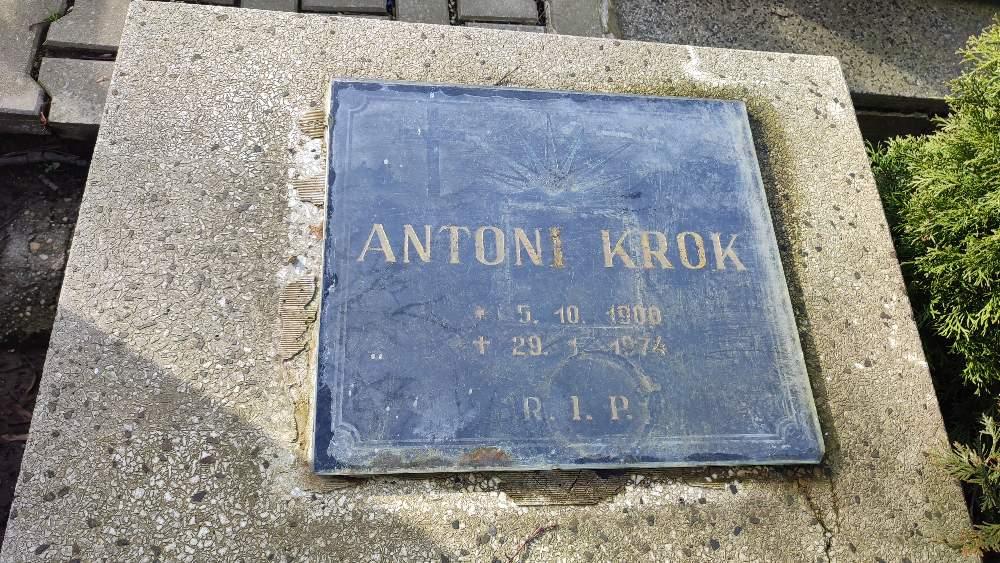 ANTONI KROK
* 5. 10. 1900
✝ 29. 1. 1974
R. I. P.